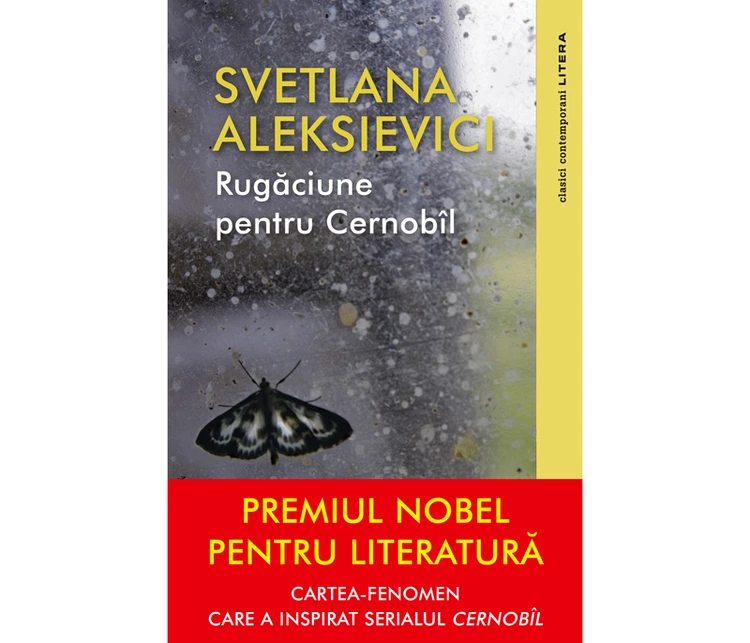 SVETLANA
ALEKSIEVICI
Rugăciune
pentru Cernobîl
clasici contemporani LITERA
PREMIUL NOBEL
PENTRU LITERATURĂ
CARTEA-FENOMEN
CARE A INSPIRAT SERIALUL CERNOBÎL